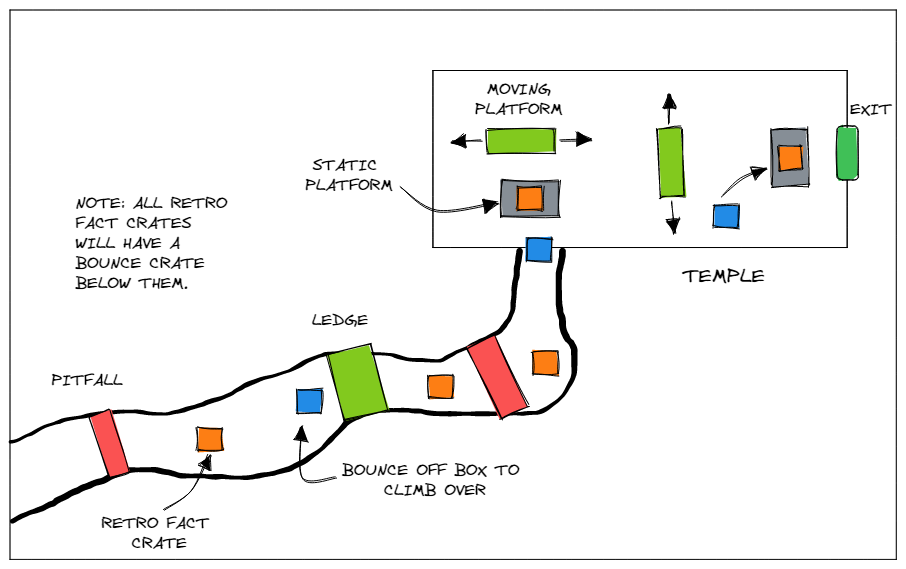 MOVING
PLATFORM
EXIT
STATIC
PLATFORM
NOTE: ALL RETRO
FACT CRATES
WILL HAVE A
BOUNCE CRATE
BELOW THEM.
TEMPLE
LEDGE
PITFALL
BOUNCE OFF BOX TO
CLIMB OVER
RETRO FACT
CRATE